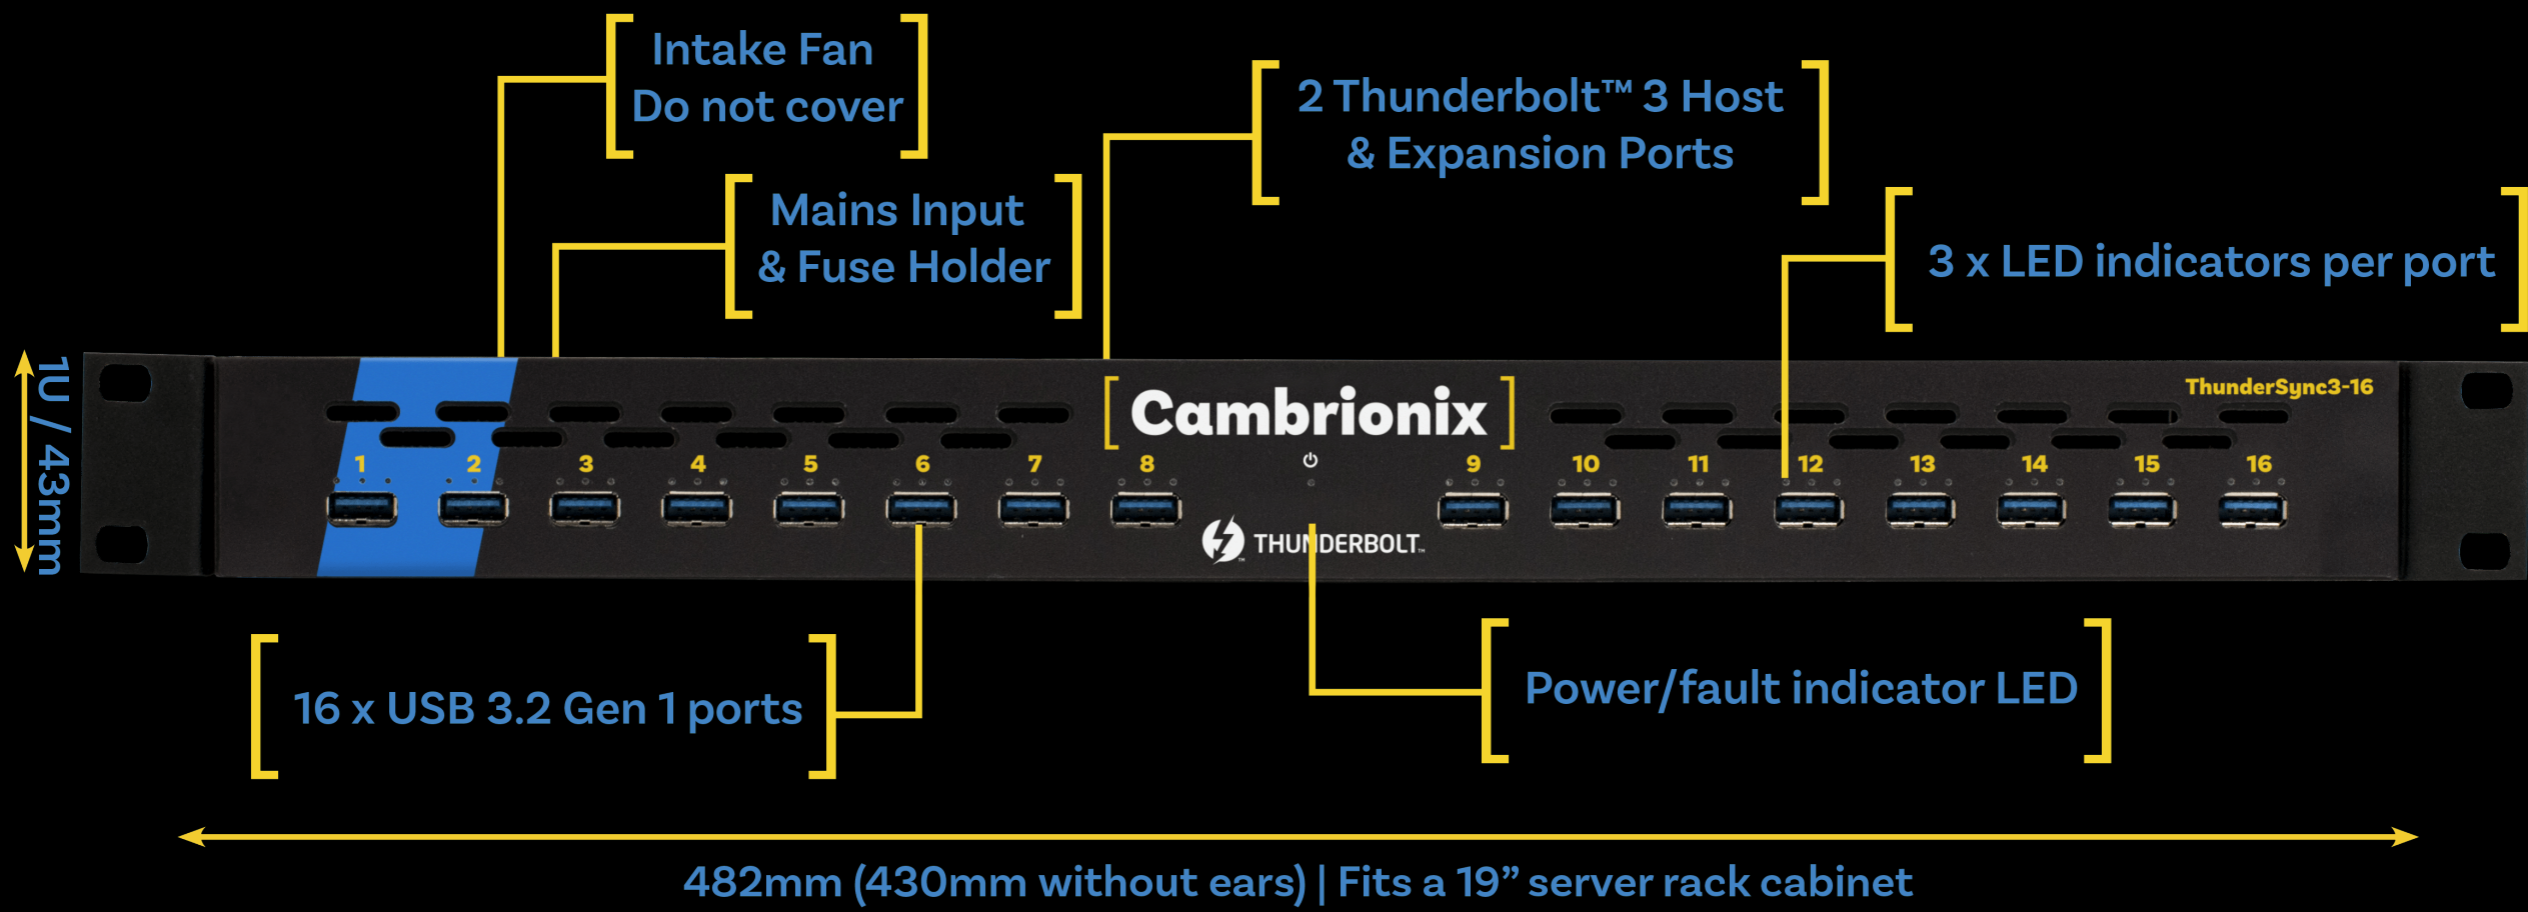 Intake Fan
Do not cover
2 Thunderbolt™ 3 Host
& Expansion Ports
Mains Input
& Fuse Holder
3 x LED indicators per port
1U / 43mm
[Cambrionix]
ThunderSync3-16
1 2 3 4 5 6 7 8 9 10 11 12 13 14 15 16
THUNDERBOLT™
16 x USB 3.2 Gen 1 ports
Power/fault indicator LED
482mm (430mm without ears) | Fits a 19” server rack cabinet